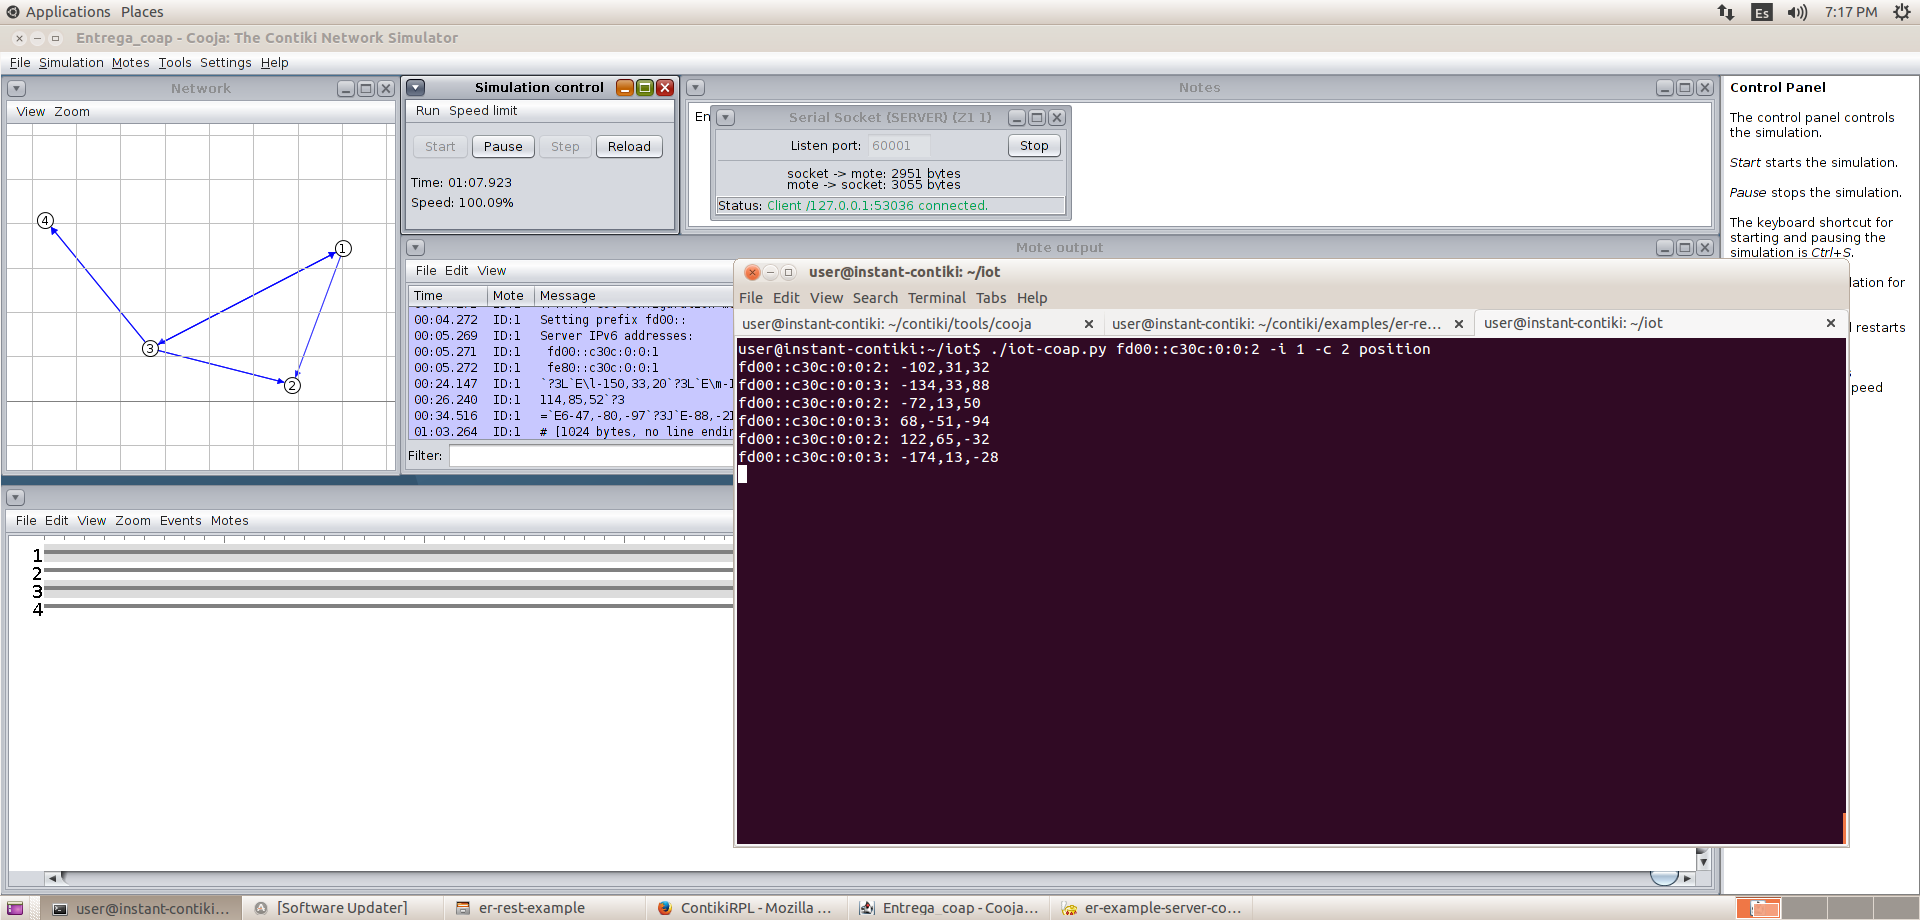 Applications Places
Es 7:17 PM
Entrega_coap - Cooja: The Contiki Network Simulator
File Simulation Motes Tools Settings Help
Network
View Zoom
4
1
3
2
Simulation control
Run Speed limit
Start Pause Step Reload
Time: 01:07.923
Speed: 100.09%
Notes
En
Serial Socket (SERVER) (Z1 1)
Listen port: 60001 Stop
socket -> mote: 2951 bytes
mote -> socket: 3055 bytes
Status: Client /127.0.0.1:53036 connected.
Control Panel
The control panel controls
the simulation.
Start starts the simulation.
Pause stops the simulation.
The keyboard shortcut for
starting and pausing the
simulation is Ctrl+S.
lation for
restarts
peed
Mote output
File Edit View
Time Mote Message
00:04.272 ID:1 Setting prefix fd00::
00:05.269 ID:1 Server IPv6 addresses:
00:05.271 ID:1 fd00::c30c:0:0:1
00:05.272 ID:1 fe80::c30c:0:0:1
00:24.147 ID:1 `?3L`E\l-150,33,20`?3L`E\m-1
00:26.240 ID:1 114,85,52`?3
00:34.516 ID:1 =`E6-47,-80,-97`?3J`E-88,-21
01:03.264 ID:1 # [1024 bytes, no line endin
Filter:
user@instant-contiki: ~/iot
File Edit View Search Terminal Tabs Help
user@instant-contiki: ~/contiki/tools/cooja
user@instant-contiki: ~/contiki/examples/er-re...
user@instant-contiki: ~/iot
user@instant-contiki:~/iot$ ./iot-coap.py fd00::c30c:0:0:2 -i 1 -c 2 position
fd00::c30c:0:0:2: -102,31,32
fd00::c30c:0:0:3: -134,33,88
fd00::c30c:0:0:2: -72,13,50
fd00::c30c:0:0:3: 68,-51,-94
fd00::c30c:0:0:2: 122,65,-32
fd00::c30c:0:0:3: -174,13,-28
File Edit View Zoom Events Motes
1
2
3
4
user@instant-contiki...
[Software Updater]
er-rest-example
ContikiRPL - Mozilla ...
Entrega_coap - Cooja...
er-example-server-co...